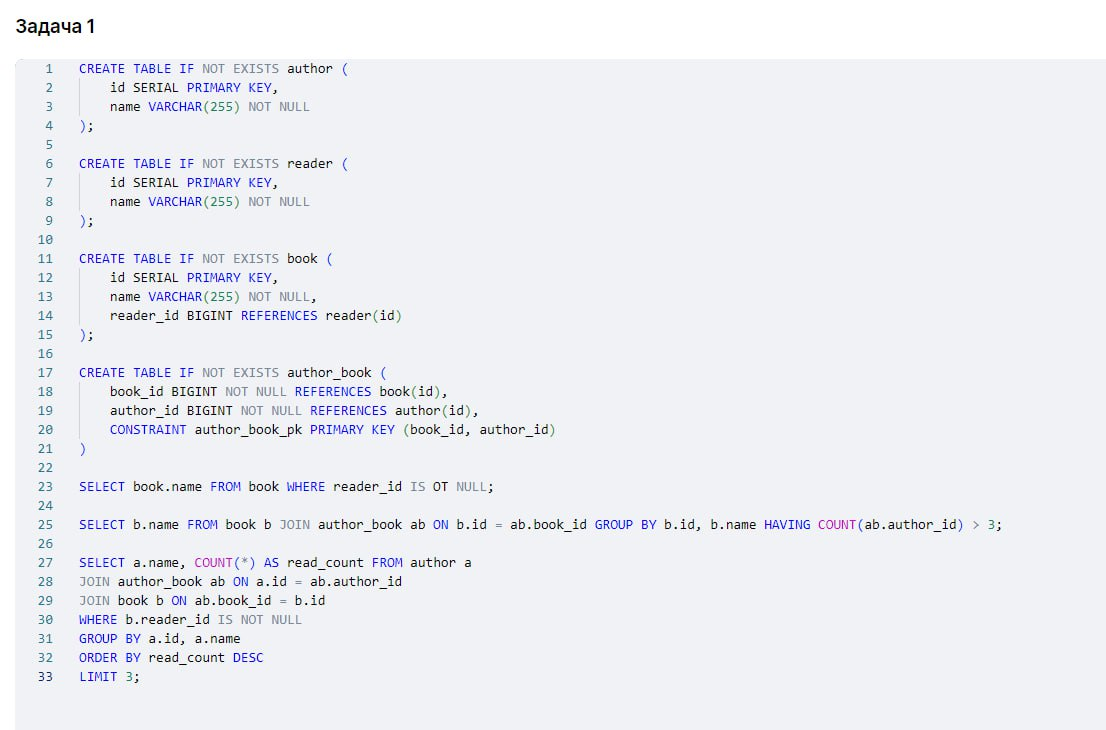 Задача 1
1 CREATE TABLE IF NOT EXISTS author (
2 id SERIAL PRIMARY KEY,
3 name VARCHAR(255) NOT NULL
4 );
5
6 CREATE TABLE IF NOT EXISTS reader (
7 id SERIAL PRIMARY KEY,
8 name VARCHAR(255) NOT NULL
9 );
10
11 CREATE TABLE IF NOT EXISTS book (
12 id SERIAL PRIMARY KEY,
13 name VARCHAR(255) NOT NULL,
14 reader_id BIGINT REFERENCES reader(id)
15 );
16
17 CREATE TABLE IF NOT EXISTS author_book (
18 book_id BIGINT NOT NULL REFERENCES book(id),
19 author_id BIGINT NOT NULL REFERENCES author(id),
20 CONSTRAINT author_book_pk PRIMARY KEY (book_id, author_id)
21 )
22
23 SELECT book.name FROM book WHERE reader_id IS OT NULL;
24
25 SELECT b.name FROM book b JOIN author_book ab ON b.id = ab.book_id GROUP BY b.id, b.name HAVING COUNT(ab.author_id) > 3;
26
27 SELECT a.name, COUNT(*) AS read_count FROM author a
28 JOIN author_book ab ON a.id = ab.author_id
29 JOIN book b ON ab.book_id = b.id
30 WHERE b.reader_id IS NOT NULL
31 GROUP BY a.id, a.name
32 ORDER BY read_count DESC
33 LIMIT 3;